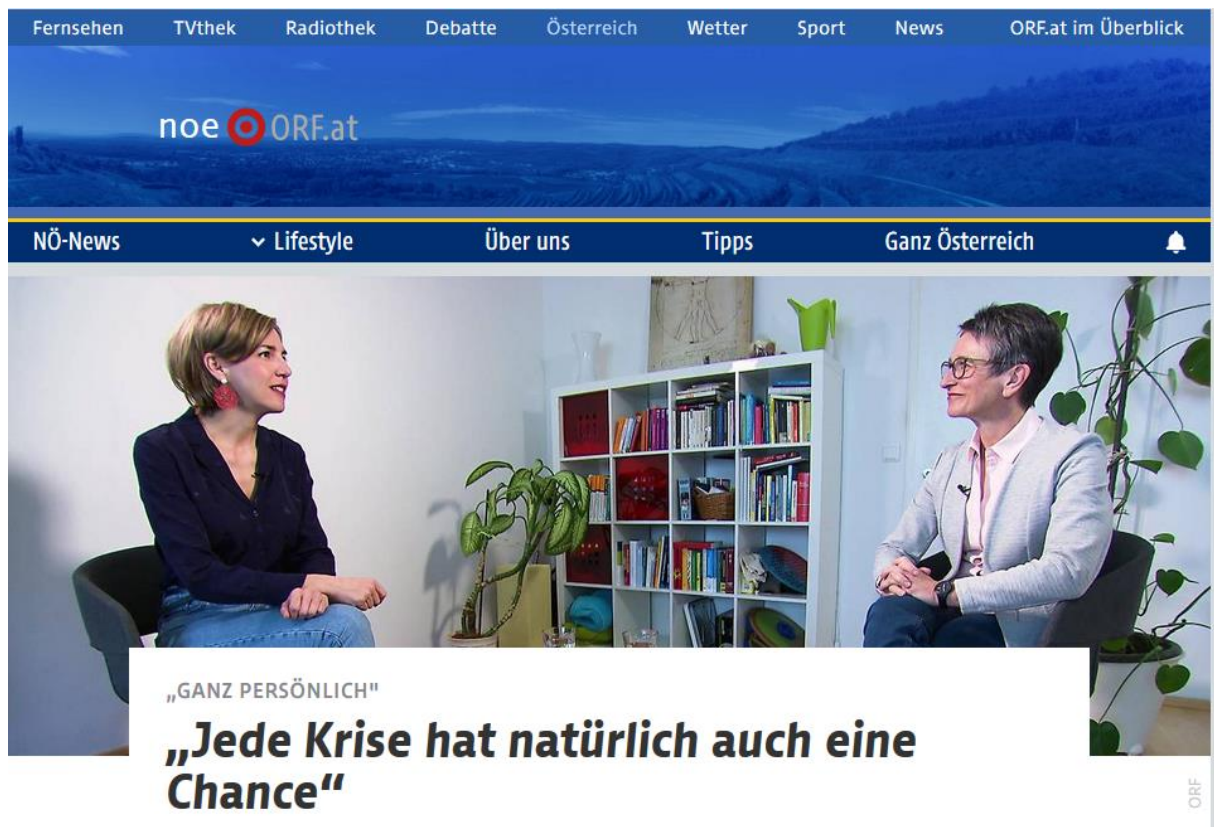 Fernsehen TVthek Radiothek Debatte Österreich Wetter Sport News ORF.at im Überblick
noe ORF.at
NÖ-News Lifestyle Über uns Tipps Ganz Österreich
„GANZ PERSÖNLICH"
„Jede Krise hat natürlich auch eine
Chance“
ORF